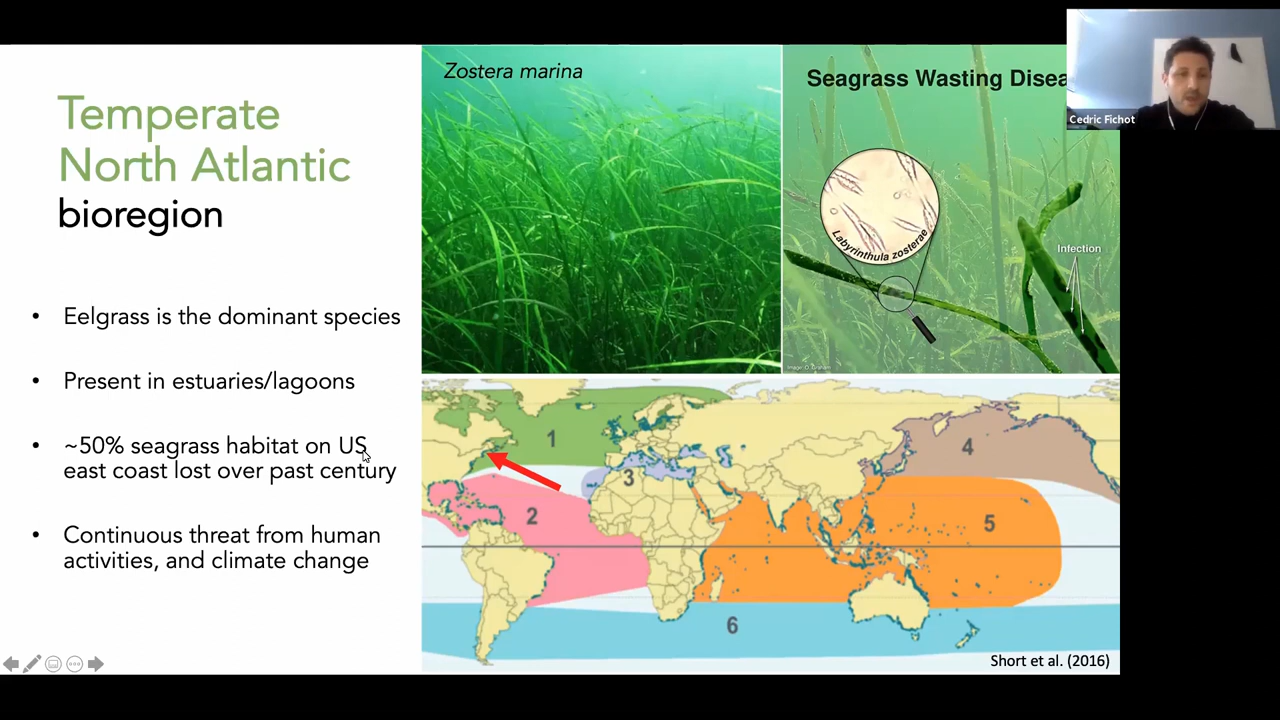 Temperate
North Atlantic
bioregion
• Eelgrass is the dominant species
• Present in estuaries/lagoons
• ~50% seagrass habitat on US
east coast lost over past century
• Continuous threat from human
activities, and climate change
Zostera marina
Seagrass Wasting Disea
Labyrinthula zosterae
Infection
Cedric Fichot
1
2
3
4
5
6
Short et al. (2016)